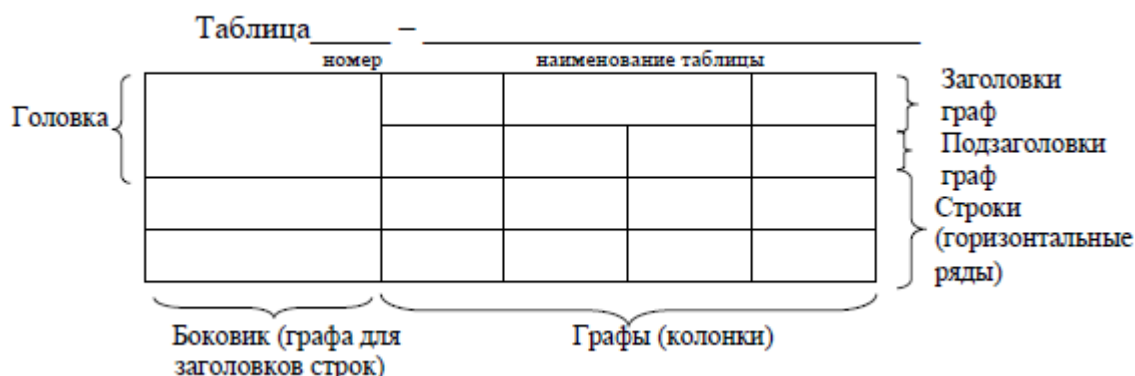 Таблица_____ – _______________________________
номер наименование таблицы
Головка
Заголовки
граф
Подзаголовки
граф
Строки
(горизонтальные
ряды)
Боковик (графа для
заголовков строк)
Графы (колонки)